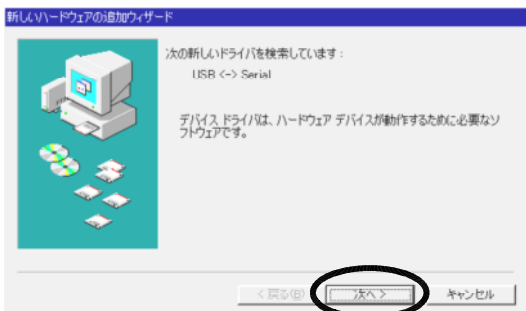 新しいハードウェアの追加ウィザード
次の新しいドライバを検索しています：
USB <-> Serial
デバイス ドライバは、ハードウェア デバイスが動作するために必要なソ
フトウェアです。
< 戻る(B)
次へ >
キャンセル